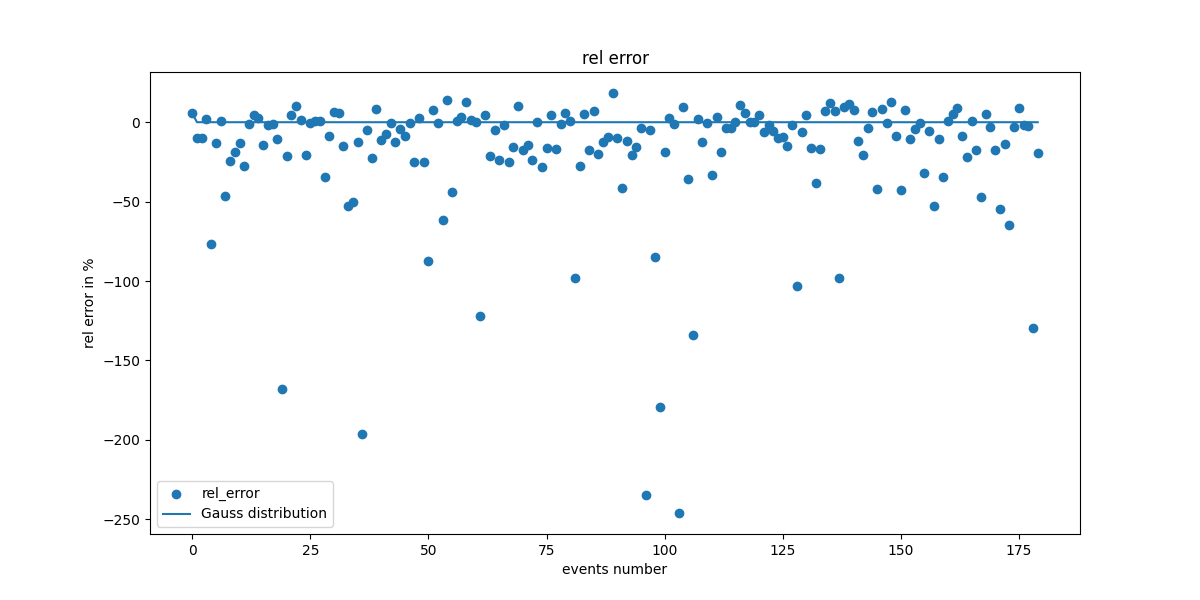 rel error
rel error in %
0
−50
−100
−150
−200
−250
rel_error
Gauss distribution
0
25
50
75
100
125
150
175
events number